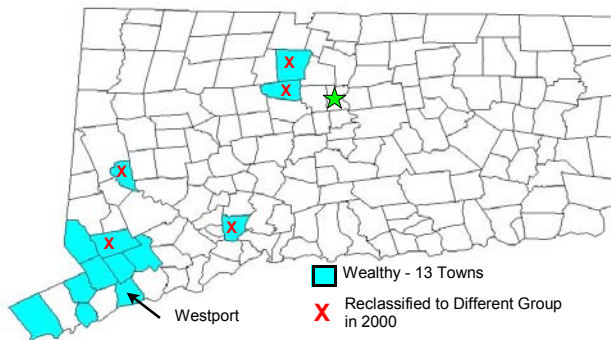 X
X
X
X
X
Wealthy - 13 Towns
Westport
X Reclassified to Different Group
in 2000